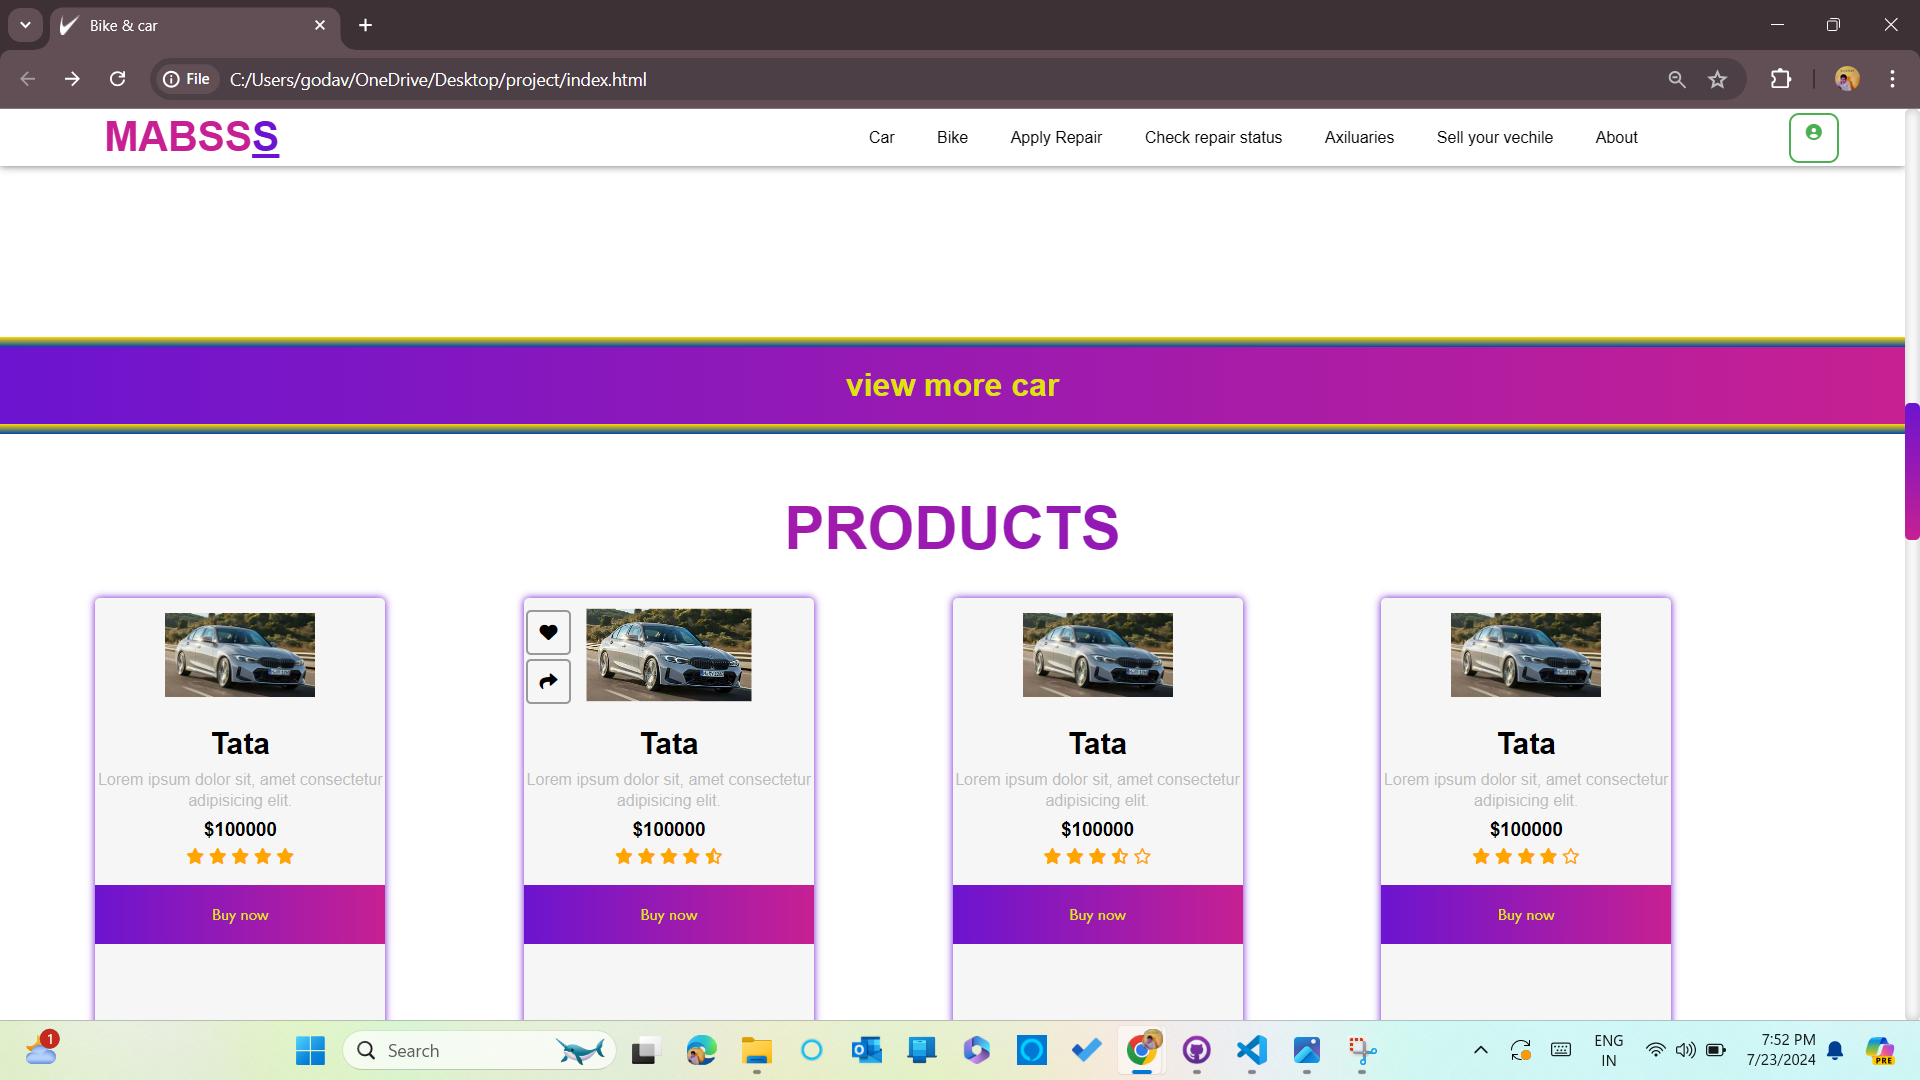 Bike & car
File C:/Users/godav/OneDrive/Desktop/project/index.html
MABSSS Car Bike Apply Repair Check repair status Axiluaries Sell your vechile About
view more car
PRODUCTS
Tata Tata Tata Tata
Lorem ipsum dolor sit, amet consectetur Lorem ipsum dolor sit, amet consectetur Lorem ipsum dolor sit, amet consectetur Lorem ipsum dolor sit, amet consectetur
adipisicing elit. adipisicing elit. adipisicing elit. adipisicing elit.
$100000 $100000 $100000 $100000
Buy now Buy now Buy now Buy now
1 Search ENG 7:52 PM
IN 7/23/2024 PRE